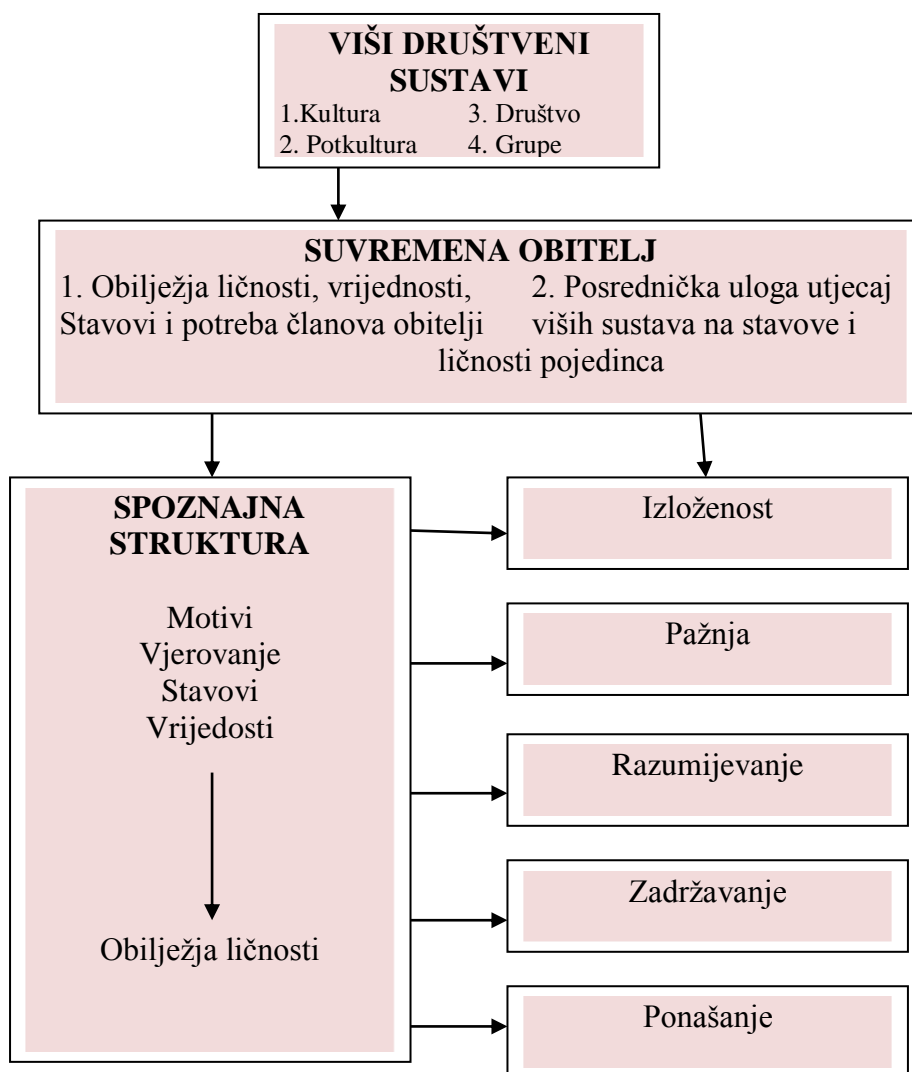 VIŠI DRUŠTVENI
SUSTAVI
1.Kultura 3. Društvo
2. Potkultura 4. Grupe
SUVREMENA OBITELJ
1. Obilježja ličnosti, vrijednosti, 2. Posrednička uloga utjecaj
Stavovi i potreba članova obitelji viših sustava na stavove i
ličnosti pojedinca
SPOZNAJNA
STRUKTURA
Motivi
Vjerovanje
Stavovi
Vrijedosti
Obilježja ličnosti
Izloženost
Pažnja
Razumijevanje
Zadržavanje
Ponašanje